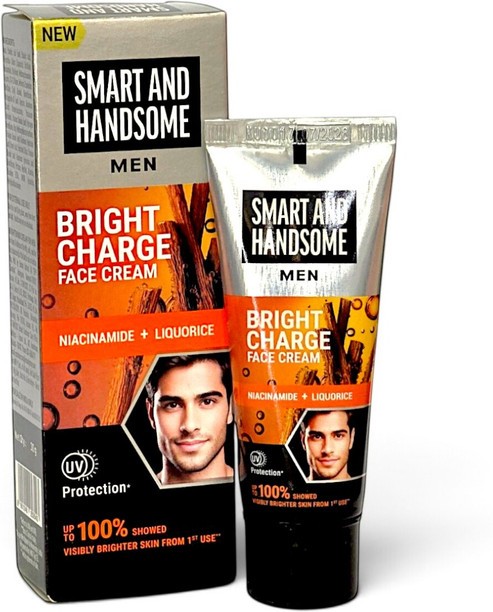 NEW
SMART AND
HANDSOME
MEN
BRIGHT
CHARGE
FACE CREAM
NIACINAMIDE + LIQUORICE
UV
Protection*
UP TO 100% SHOWED
VISIBLY BRIGHTER SKIN FROM 1ST USE**
SMART AND
HANDSOME
MEN
BRIGHT
CHARGE
FACE CREAM
NIACINAMIDE + LIQUORICE
UV
Protection*
UP TO 100% SHOWED
VISIBLY BRIGHTER SKIN FROM 1ST USE**